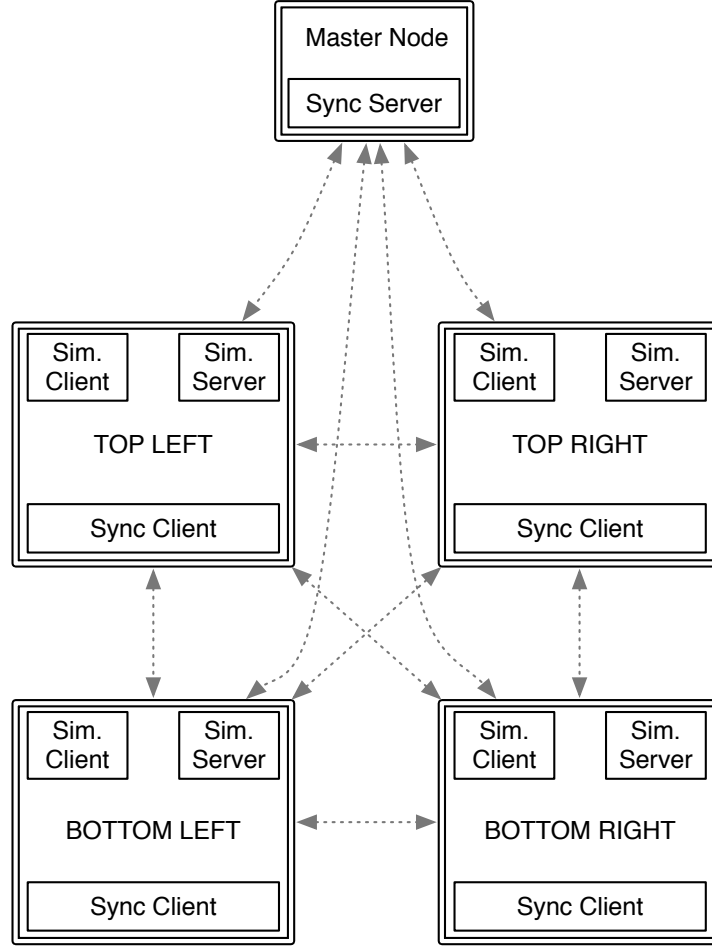 Master Node
Sync Server
Sim.
Client
Sim.
Server
TOP LEFT
Sync Client
Sim.
Client
Sim.
Server
TOP RIGHT
Sync Client
Sim.
Client
Sim.
Server
BOTTOM LEFT
Sync Client
Sim.
Client
Sim.
Server
BOTTOM RIGHT
Sync Client